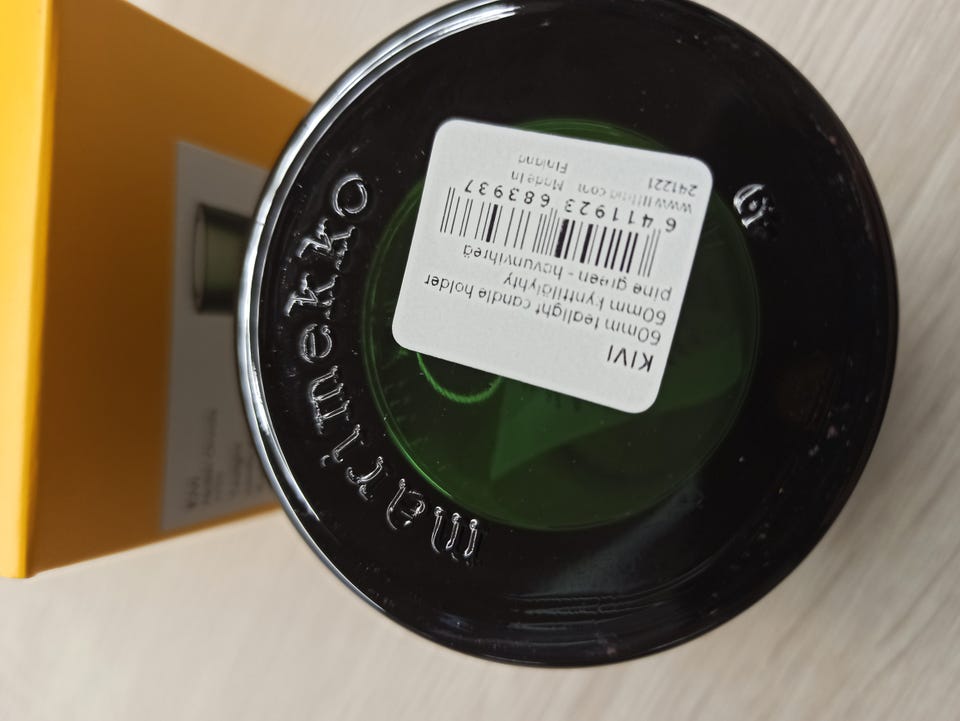 KIVI
60mm tealight candle holder
60mm kynttilälyhty
pine green - havunvihreä
6 411923 683937
www.iittala.com Made in
241221 Finland
marimekko